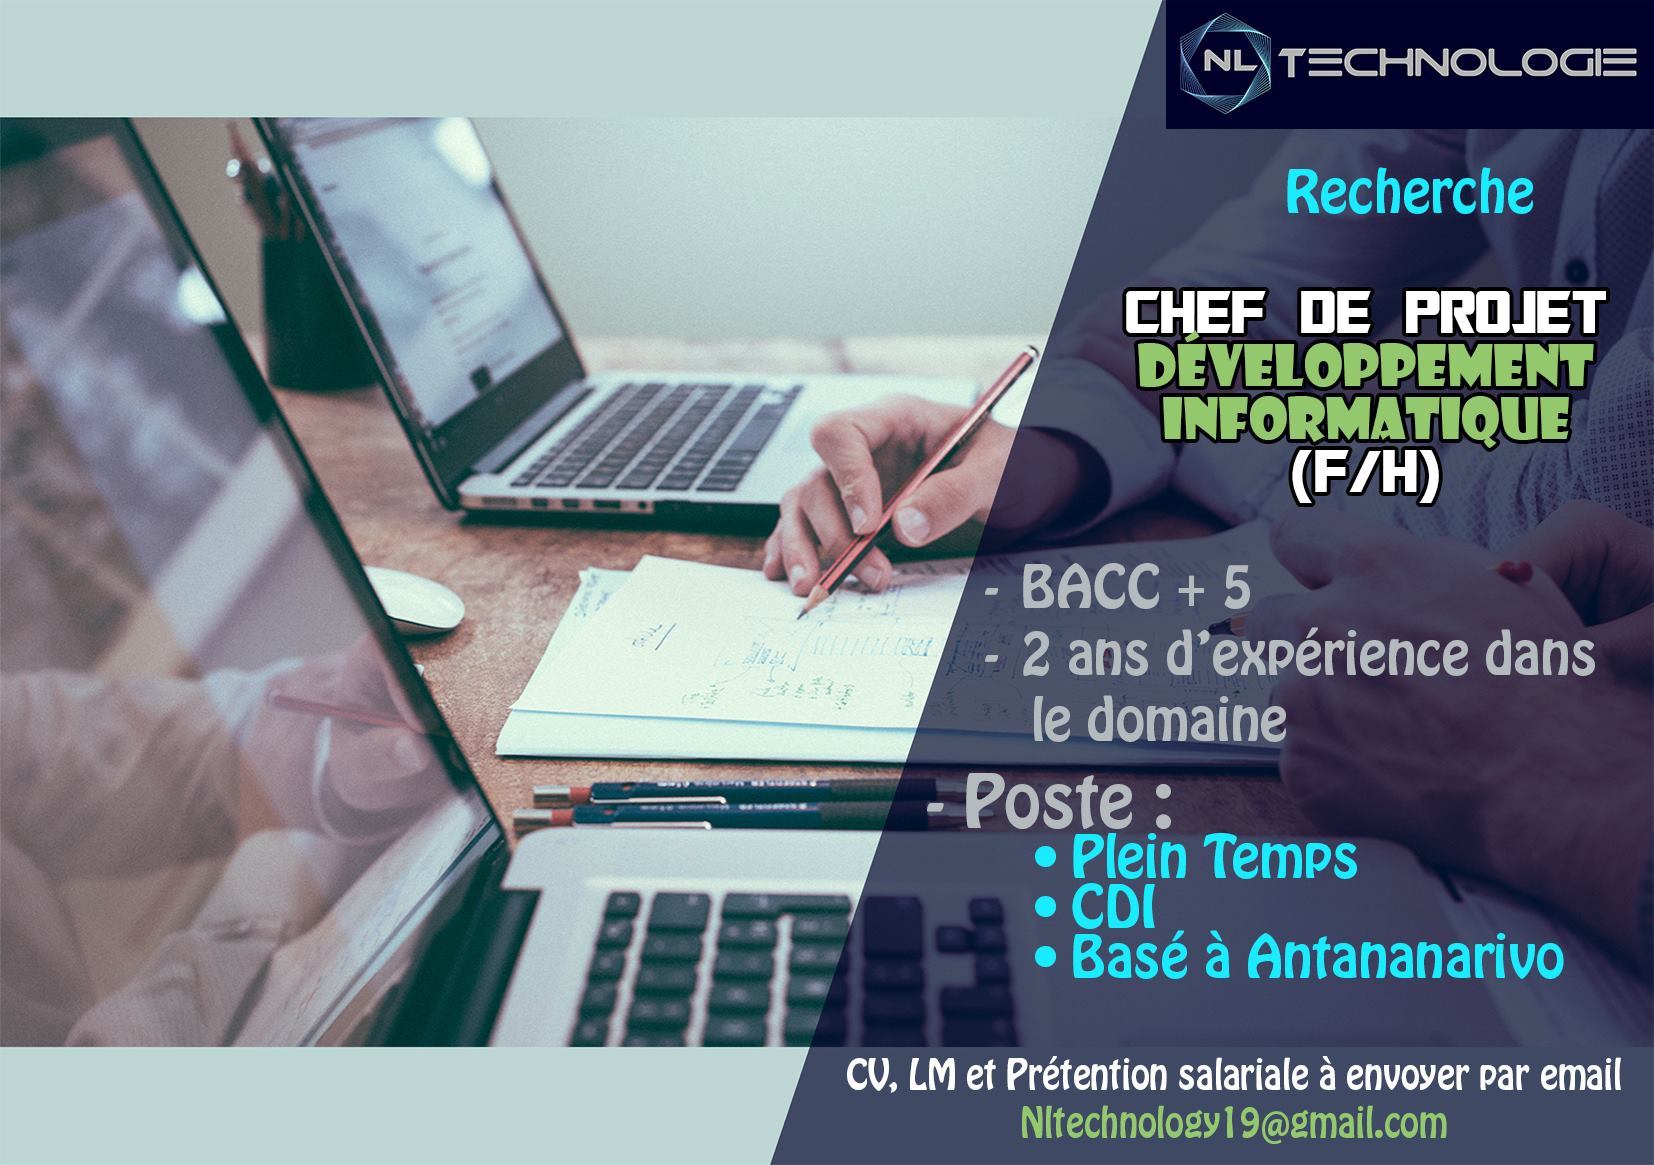 NL TECHNOLOGIE
Recherche
CHEF DE PROJET
DÉVELOPPEMENT
INFORMATIQUE
(F/H)
- BACC + 5
- 2 ans d'expérience dans
le domaine
- Poste :
• Plein Temps
• CDI
• Basé à Antananarivo
CV, LM et Prétention salariale à envoyer par email
Nltechnology19@gmail.com